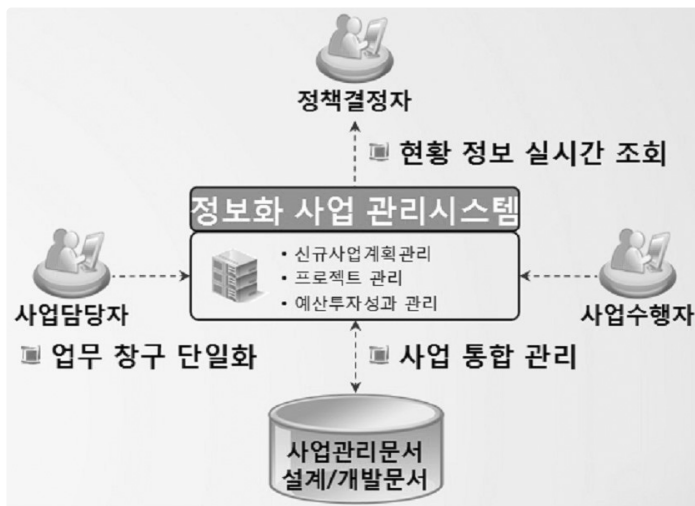 정책결정자
현황 정보 실시간 조회
정보화 사업 관리시스템
• 신규사업계획관리
• 프로젝트 관리
• 예산투자성과 관리
사업담당자
사업수행자
업무 창구 단일화
사업 통합 관리
사업관리문서
설계/개발문서